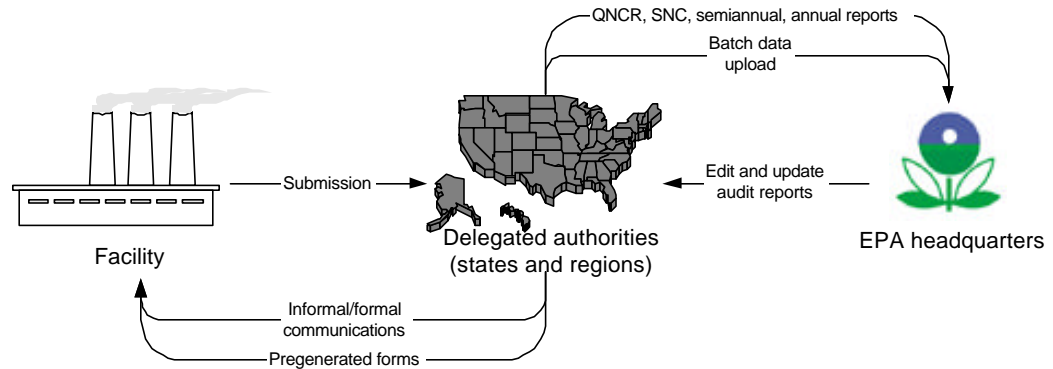 QNCR, SNC, semiannual, annual reports
Batch data
upload
Submission
Edit and update
audit reports
Facility
Delegated authorities
(states and regions)
EPA headquarters
Informal/formal
communications
Pregenerated forms